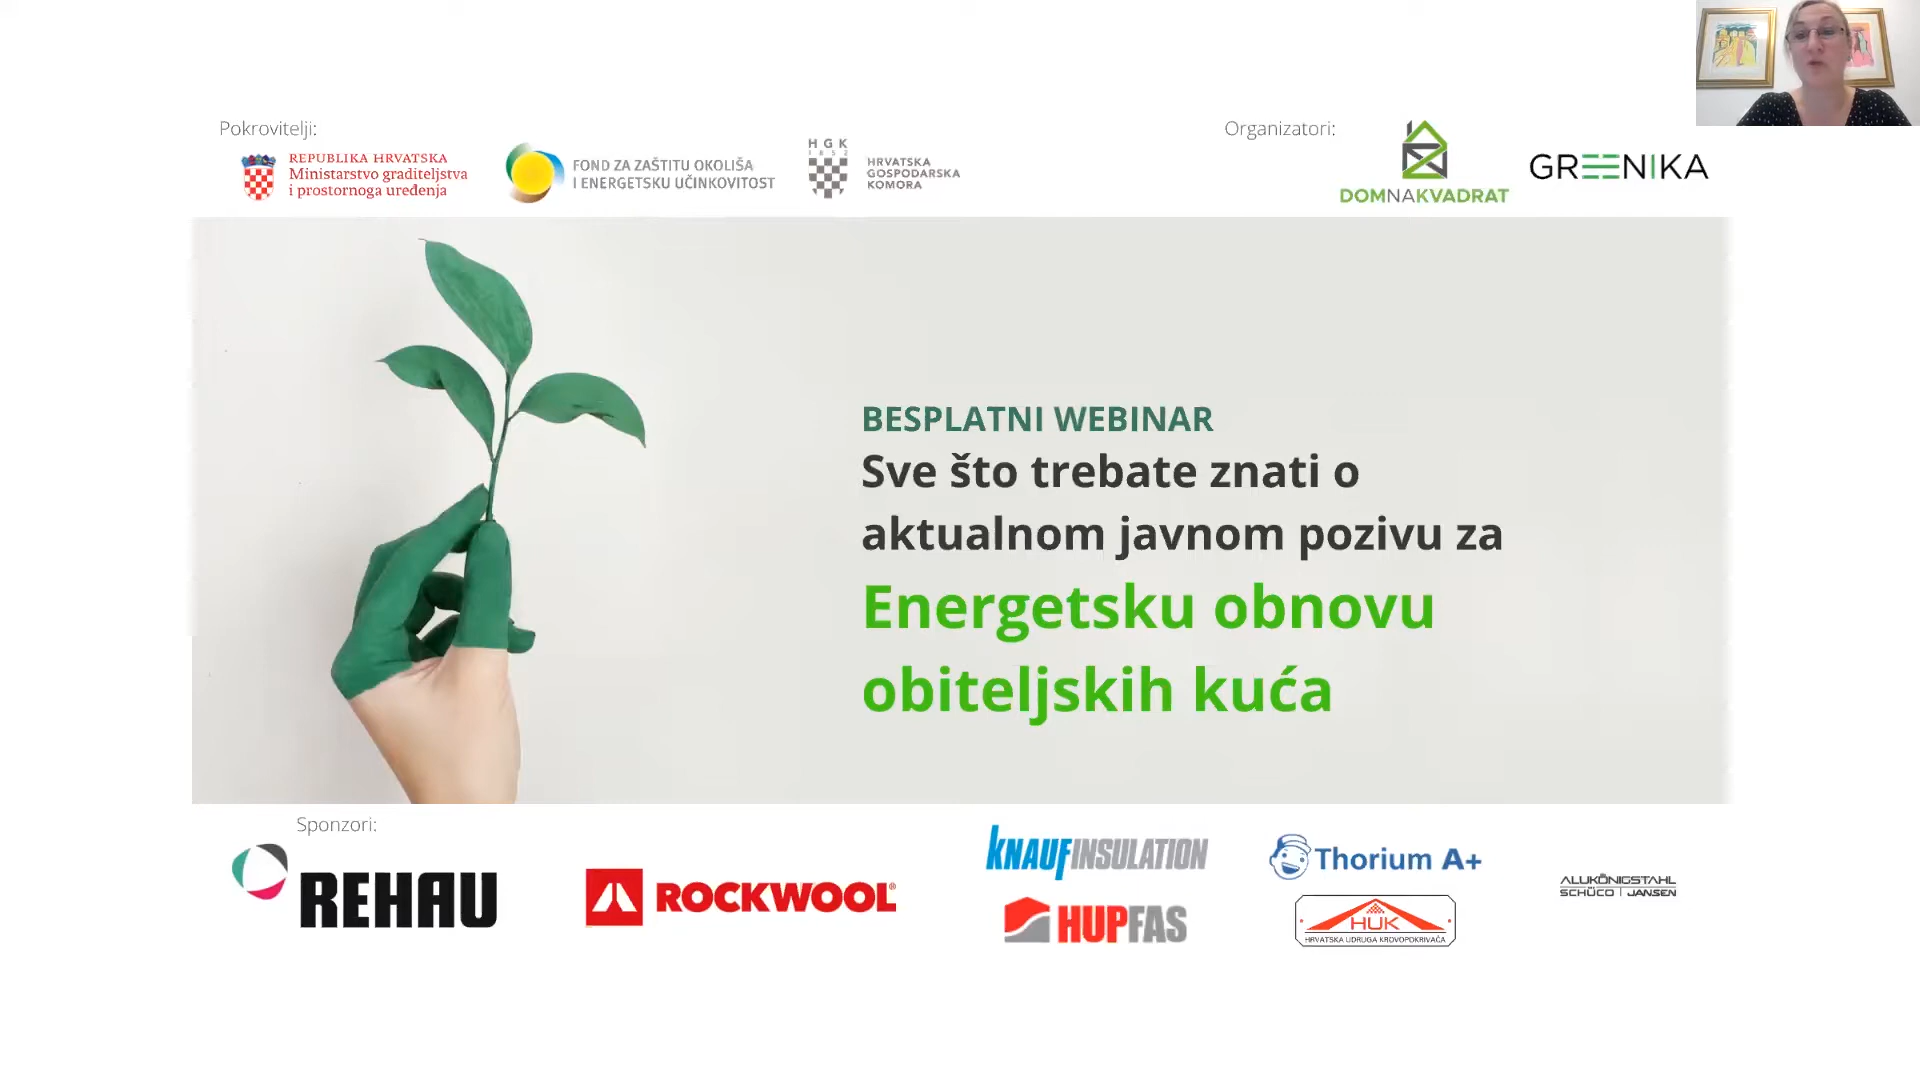 Pokrovitelji:
REPUBLIKA HRVATSKA
Ministarstvo graditeljstva
i prostornoga uređenja
FOND ZA ZAŠTITU OKOLIŠA
I ENERGETSKU UČINKOVITOST
HGK
1852
HRVATSKA
GOSPODARSKA
KOMORA
Organizatori:
DOMNAKVADRAT
GREENIKA
BESPLATNI WEBINAR
Sve što trebate znati o
aktualnom javnom pozivu za
Energetsku obnovu
obiteljskih kuća
Sponzori:
REHAU
ROCKWOOL®
KNAUFINSULATION
HUPFAS
Thorium A+
HUK
HRVATSKA UDRUGA KROVOPOKRIVAČA
ALUKÖNIGSTAHL
SCHÜCO | JANSEN